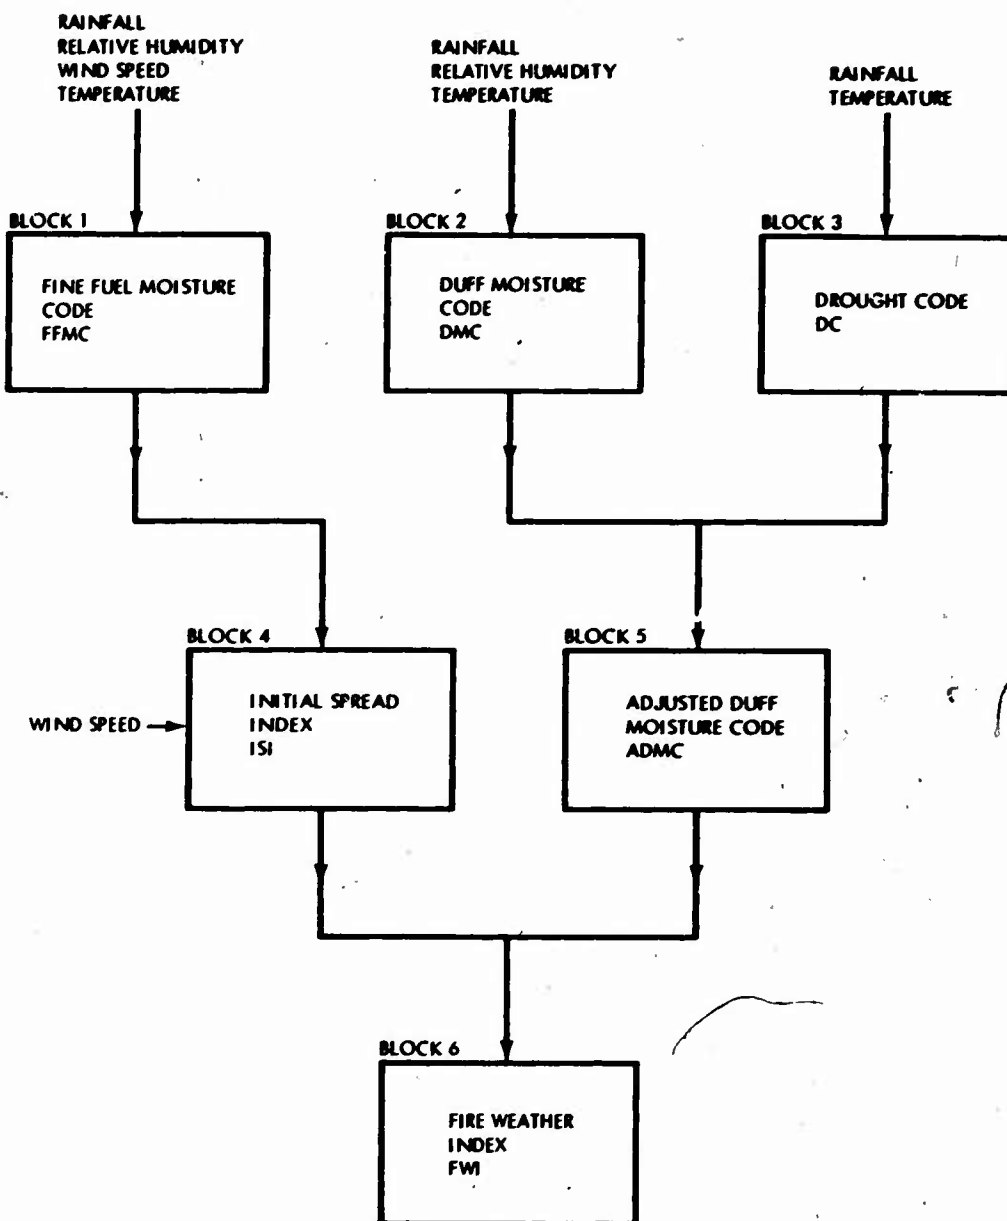 RAINFALL
RELATIVE HUMIDITY
WIND SPEED
TEMPERATURE
RAINFALL
RELATIVE HUMIDITY
TEMPERATURE
RAINFALL
TEMPERATURE
BLOCK 1
FINE FUEL MOISTURE
CODE
FFMC
BLOCK 2
DUFF MOISTURE
CODE
DMC
BLOCK 3
DROUGHT CODE
DC
BLOCK 4
INITIAL SPREAD
INDEX
ISI
WIND SPEED
BLOCK 5
ADJUSTED DUFF
MOISTURE CODE
ADMC
BLOCK 6
FIRE WEATHER
INDEX
FWI